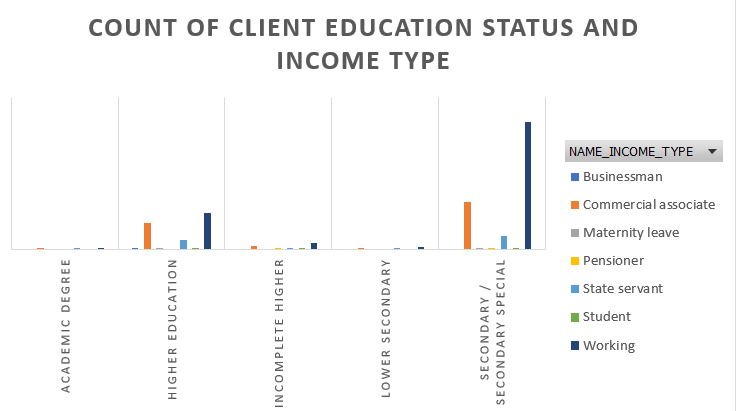 COUNT OF CLIENT EDUCATION STATUS AND
INCOME TYPE
NAME_INCOME_TYPE
Businessman
Commercial associate
Maternity leave
Pensioner
State servant
Student
Working
ACADEMIC DEGREE
HIGHER EDUCATION
INCOMPLETE HIGHER
LOWER SECONDARY
SECONDARY /
SECONDARY SPECIAL